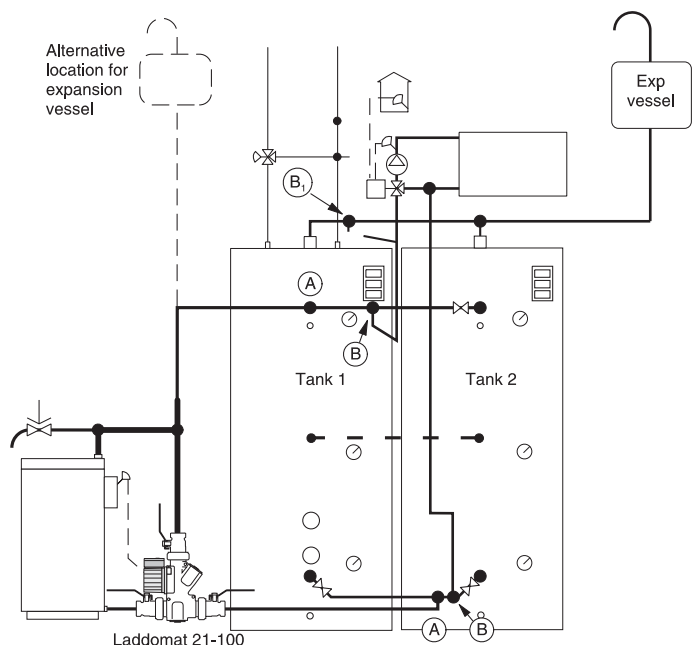 Alternative
location for
expansion
vessel
Exp
vessel
B1
A
B
Tank 1
Tank 2
A
B
Laddomat 21-100